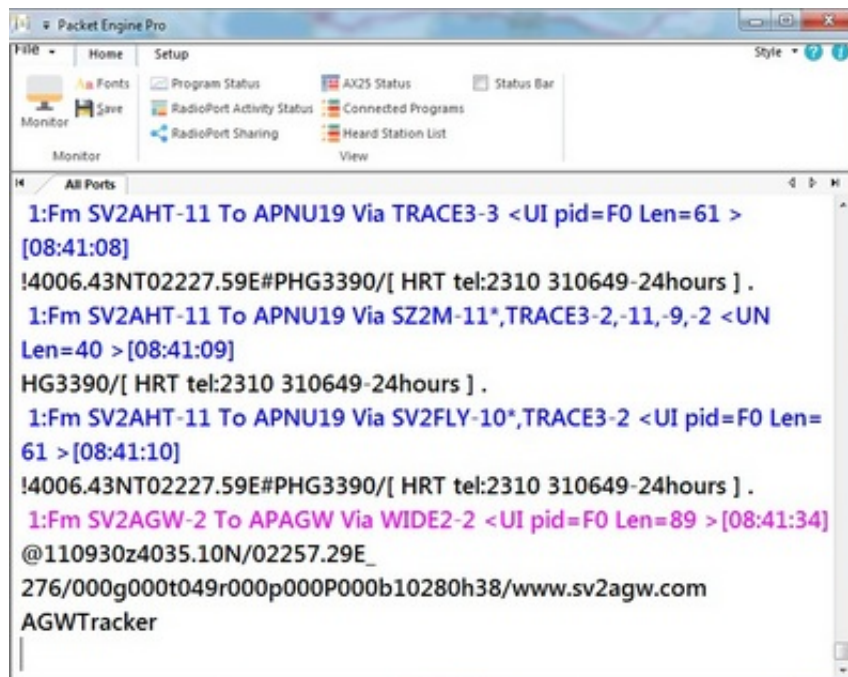 Packet Engine Pro
File Home Setup Style
Fonts Program Status AX25 Status Status Bar
Monitor Save RadioPort Activity Status Connected Programs
RadioPort Sharing Heard Station List
Monitor View
All Ports
1:Fm SV2AHT-11 To APNU19 Via TRACE3-3 <UI pid=F0 Len=61 >
[08:41:08]
!4006.43NT02227.59E#PHG3390/[ HRT tel:2310 310649-24hours ] .
1:Fm SV2AHT-11 To APNU19 Via SZ2M-11*,TRACE3-2,-11,-9,-2 <UN
Len=40 >[08:41:09]
HG3390/[ HRT tel:2310 310649-24hours ] .
1:Fm SV2AHT-11 To APNU19 Via SV2FLY-10*,TRACE3-2 <UI pid=F0 Len=
61 >[08:41:10]
!4006.43NT02227.59E#PHG3390/[ HRT tel:2310 310649-24hours ] .
1:Fm SV2AGW-2 To APAGW Via WIDE2-2 <UI pid=F0 Len=89 >[08:41:34]
@110930z4035.10N/02257.29E_
276/000g000t049r000p000P000b10280h38/www.sv2agw.com
AGWTracker